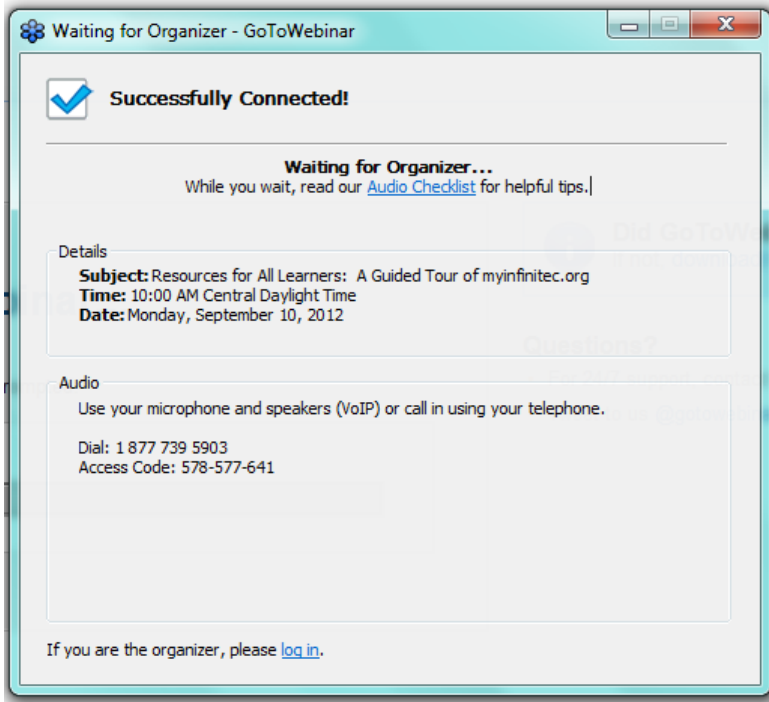 Waiting for Organizer - GoToWebinar
Successfully Connected!
Waiting for Organizer...
While you wait, read our Audio Checklist for helpful tips.
Did GoToWe
Details
Subject: Resources for All Learners: A Guided Tour of myinfinitec.org
Time: 10:00 AM Central Daylight Time
Date: Monday, September 10, 2012
Questions?
Audio
Use your microphone and speakers (VoIP) or call in using your telephone.
Dial: 1 877 739 5903
Access Code: 578-577-641
If you are the organizer, please log in.